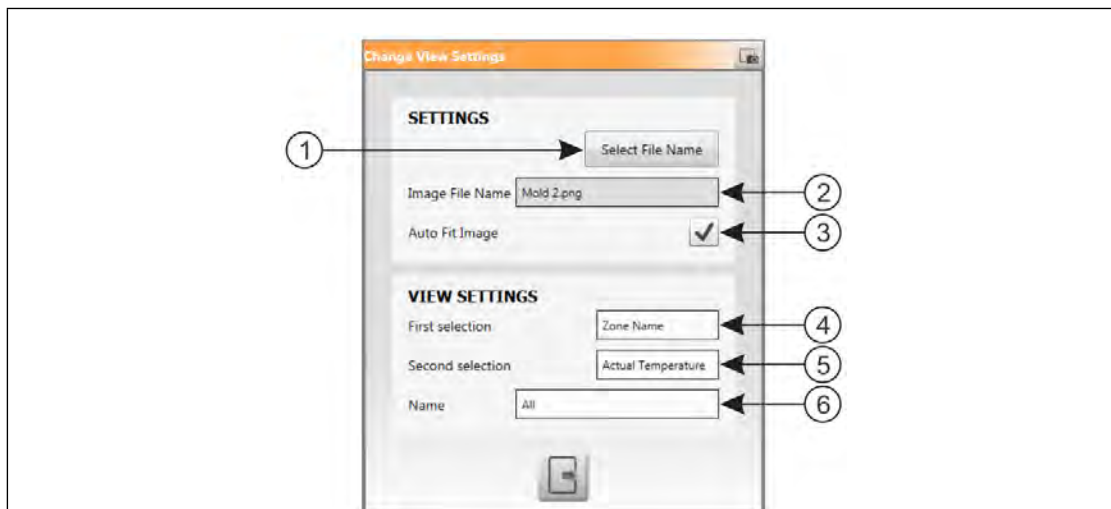 Change View Settings
SETTINGS
1
Select File Name
Image File Name Mold 2.png 2
Auto Fit Image 3
VIEW SETTINGS
First selection Zone Name 4
Second selection Actual Temperature 5
Name All 6